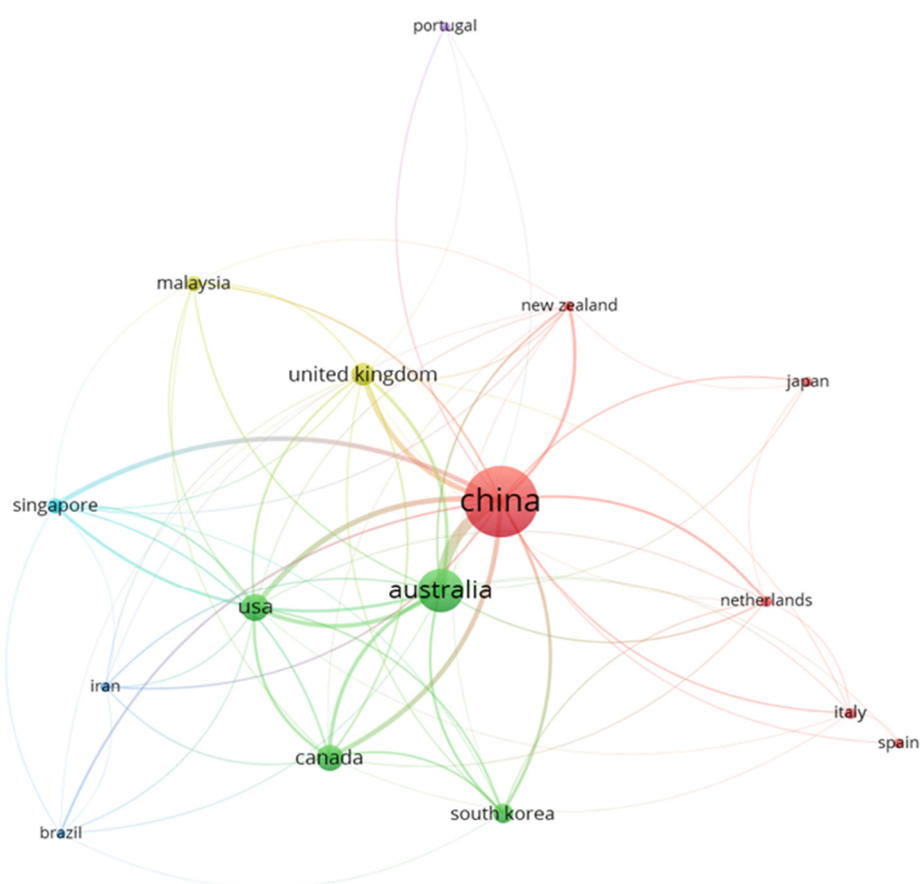 portugal
malaysia
new zealand
united kingdom
japan
china
singapore
australia
netherlands
usa
iran
italy
spain
canada
south korea
brazil